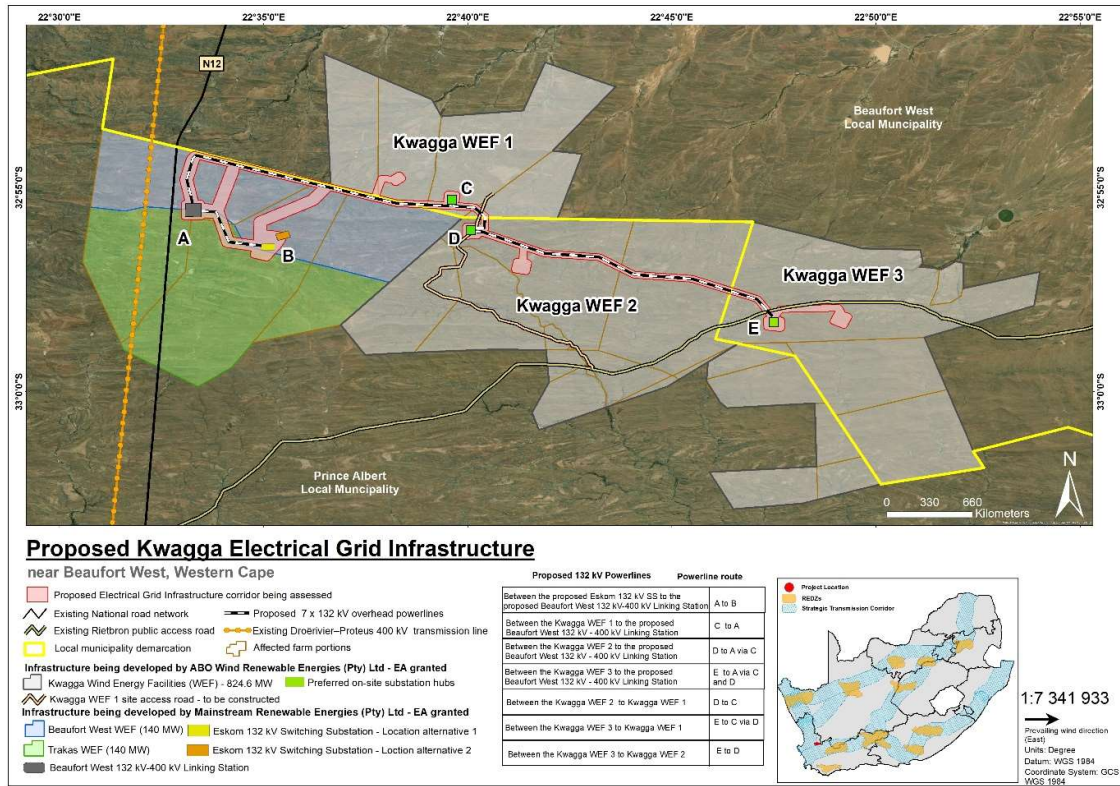 22°30'0"E
22°35'0"E
22°40'0"E
22°45'0"E
22°50'0"E
22°55'0"E
32°55'0"S
33°0'0"S
32°55'0"S
33°0'0"S
N12
Kwagga WEF 1
Beaufort West
Local Muncipality
A
B
C
D
E
Kwagga WEF 2
Kwagga WEF 3
Prince Albert
Local Muncipality
N
0 330 660
Kilometers
Proposed Kwagga Electrical Grid Infrastructure
near Beaufort West, Western Cape
Proposed Electrical Grid Infrastructure corridor being assessed
Existing National road network
Proposed 7 x 132 kV overhead powerlines
Existing Rietbron public access road
Existing Droërivier–Proteus 400 kV transmission line
Local municipality demarcation
Affected farm portions
Infrastructure being developed by ABO Wind Renewable Energies (Pty) Ltd - EA granted
Kwagga Wind Energy Facilities (WEF) - 824.6 MW
Preferred on-site substation hubs
Kwagga WEF 1 site access road - to be constructed
Infrastructure being developed by Mainstream Renewable Energies (Pty) Ltd - EA granted
Beaufort West WEF (140 MW)
Eskom 132 kV Switching Substation - Location alternative 1
Trakas WEF (140 MW)
Eskom 132 kV Switching Substation - Loction alternative 2
Beaufort West 132 kV-400 kV Linking Station
Proposed 132 kV Powerlines
Powerline route
Between the proposed Eskom 132 kV SS to the
proposed Beaufort West 132 kV-400 kV Linking Station
A to B
Between the Kwagga WEF 1 to the proposed
Beaufort West 132 kV - 400 kV Linking Station
C to A
Between the Kwagga WEF 2 to the proposed
Beaufort West 132 kV - 400 kV Linking Station
D to A via C
Between the Kwagga WEF 3 to the proposed
Beaufort West 132 kV - 400 kV Linking Station
E to A via C
and D
Between the Kwagga WEF 2 to Kwagga WEF 1
D to C
Between the Kwagga WEF 3 to Kwagga WEF 1
E to C via D
Between the Kwagga WEF 3 to Kwagga WEF 2
E to D
Project Location
REDZs
Strategic Transmission Corridor
1:7 341 933
Prevailing wind direction
(East)
Units: Degree
Datum: WGS 1984
Coordinate System: GCS
WGS 1984